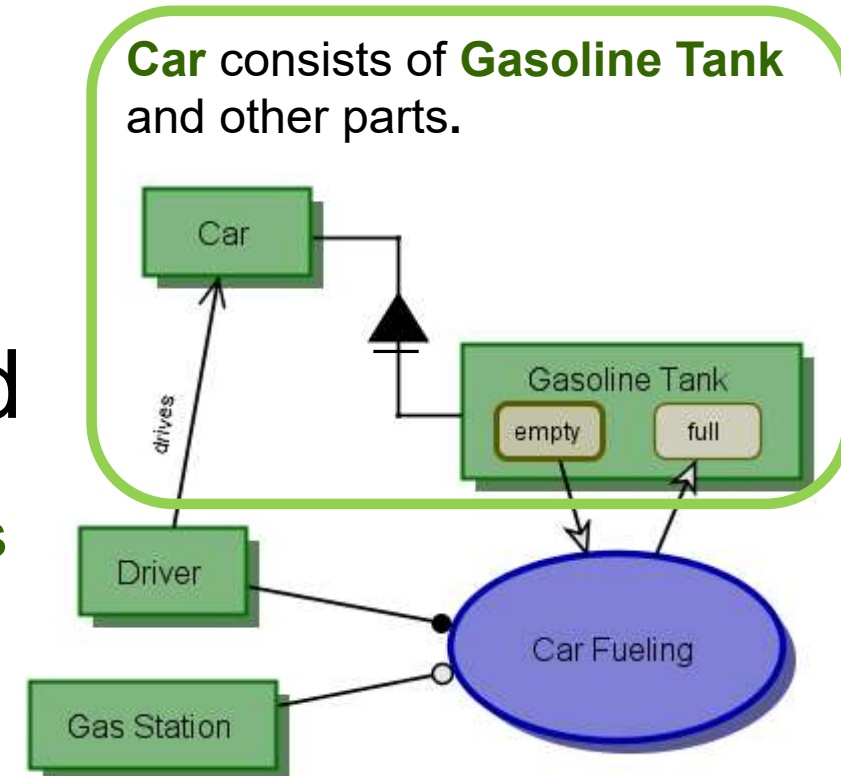 Car consists of Gasoline Tank
and other parts.
Car
Gasoline Tank
empty full
drives
d
s
Driver
Car Fueling
Gas Station